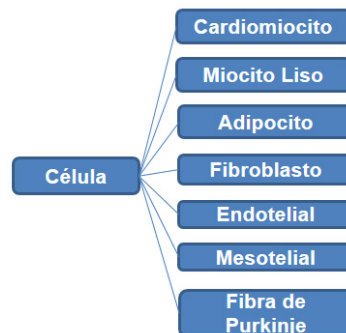 Cardiomiocito
Miocito Liso
Adipocito
Célula
Fibroblasto
Endotelial
Mesotelial
Fibra de
Purkinje